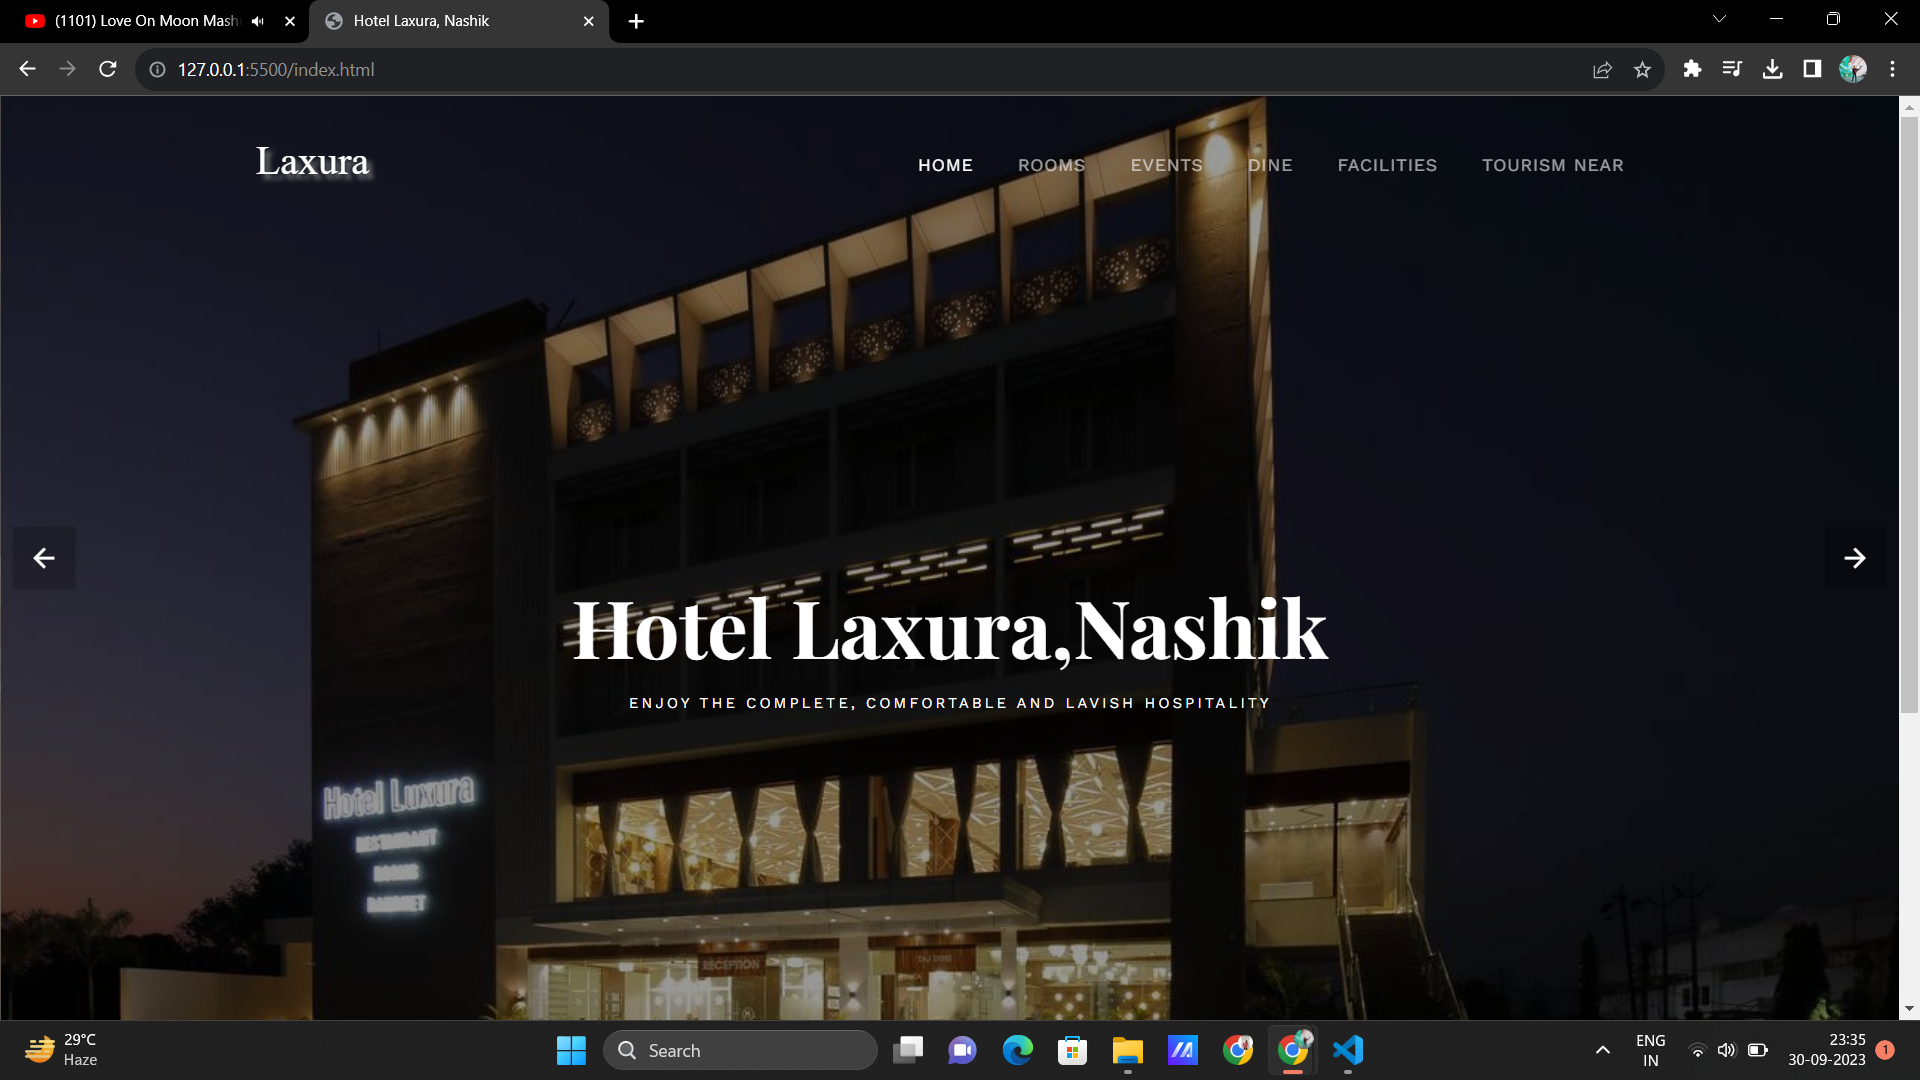 (1101) Love On Moon Mash
Hotel Laxura, Nashik
127.0.0.1:5500/index.html
Laxura
HOME
ROOMS
EVENTS
DINE
FACILITIES
TOURISM NEAR
Hotel Laxura,Nashik
ENJOY THE COMPLETE, COMFORTABLE AND LAVISH HOSPITALITY
Hotel Luxura
RESTAURANT
ROOMS
BANQUET
RECEPTION
29°C
Haze
Search
ENG
IN
23:35
30-09-2023
1